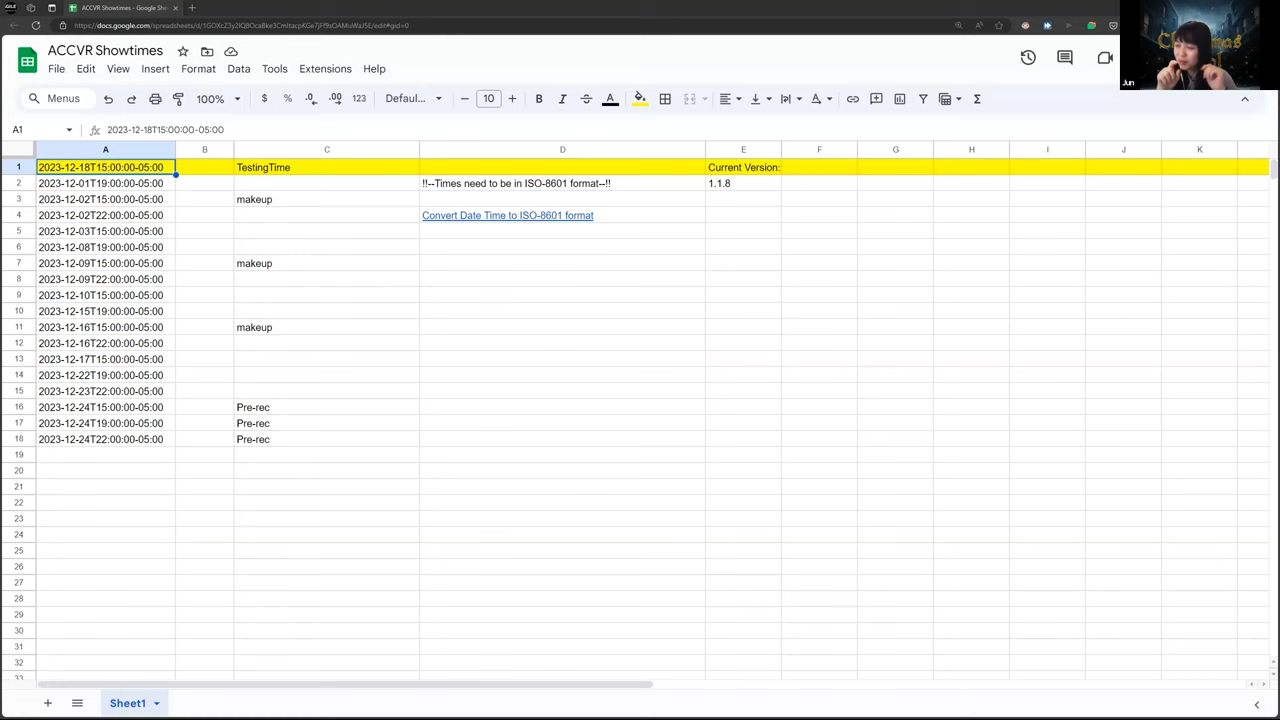 ACCVR Showtimes
https://docs.google.com/spreadsheets/d/
ACCVR Showtimes
File Edit View Insert Format Data Tools Extensions Help
Menus 100% $ % .0 .00 123 Defaul... 10 B I A
A1 fx 2023-12-18T15:00:00-05:00
A B C D E F G H I J K
1 2023-12-18T15:00:00-05:00 TestingTime Current Version:
2 2023-12-01T19:00:00-05:00 !!--Times need to be in ISO-8601 format--!! 1.1.8
3 2023-12-02T15:00:00-05:00 makeup
4 2023-12-02T22:00:00-05:00 Convert Date Time to ISO-8601 format
5 2023-12-03T15:00:00-05:00
6 2023-12-08T19:00:00-05:00
7 2023-12-09T15:00:00-05:00 makeup
8 2023-12-09T22:00:00-05:00
9 2023-12-10T15:00:00-05:00
10 2023-12-15T19:00:00-05:00
11 2023-12-16T15:00:00-05:00 makeup
12 2023-12-16T22:00:00-05:00
13 2023-12-17T15:00:00-05:00
14 2023-12-22T19:00:00-05:00
15 2023-12-23T22:00:00-05:00
16 2023-12-24T15:00:00-05:00 Pre-rec
17 2023-12-24T19:00:00-05:00 Pre-rec
18 2023-12-24T22:00:00-05:00 Pre-rec
19
20
21
22
23
24
25
26
27
28
29
30
31
32
33
Sheet1
Jun